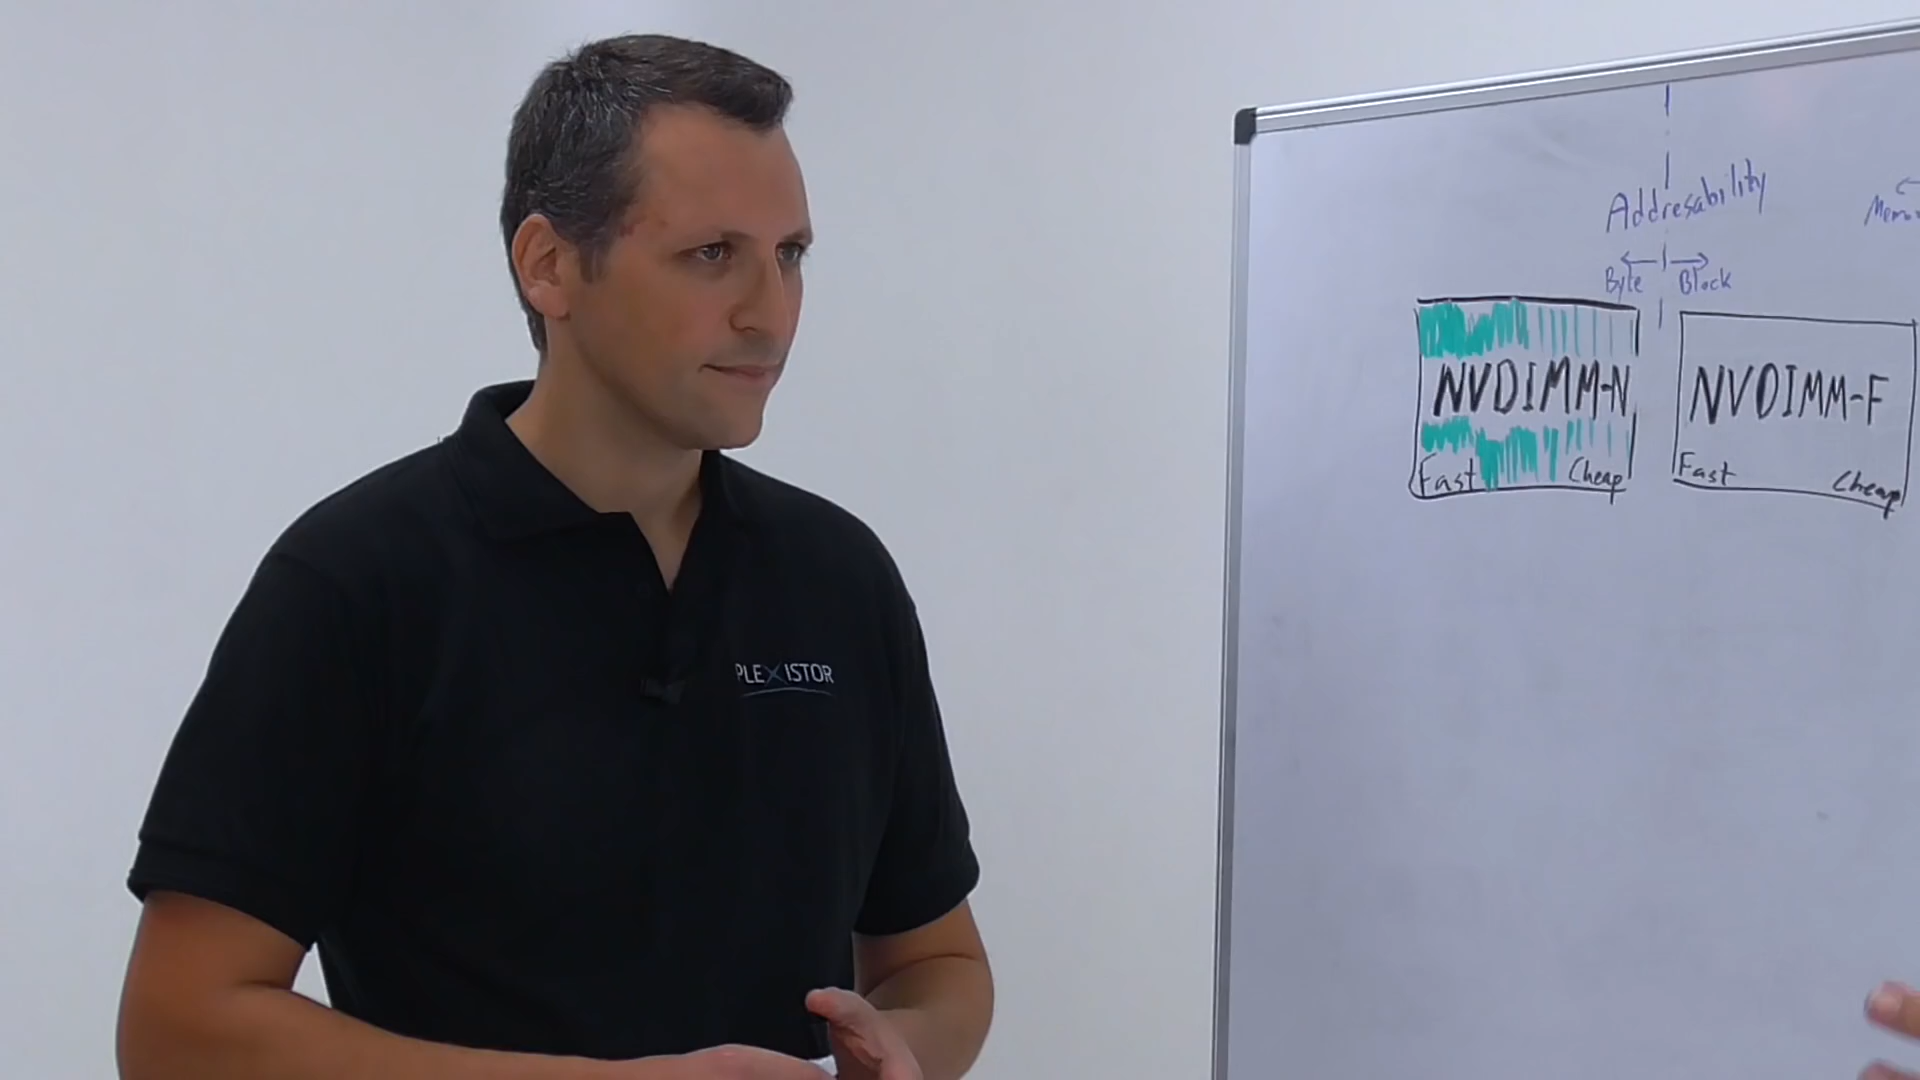 Addresability
Byte Block
NVDIMM-N
Fast Cheap
NVDIMM-F
Fast Cheap
PLEXISTOR